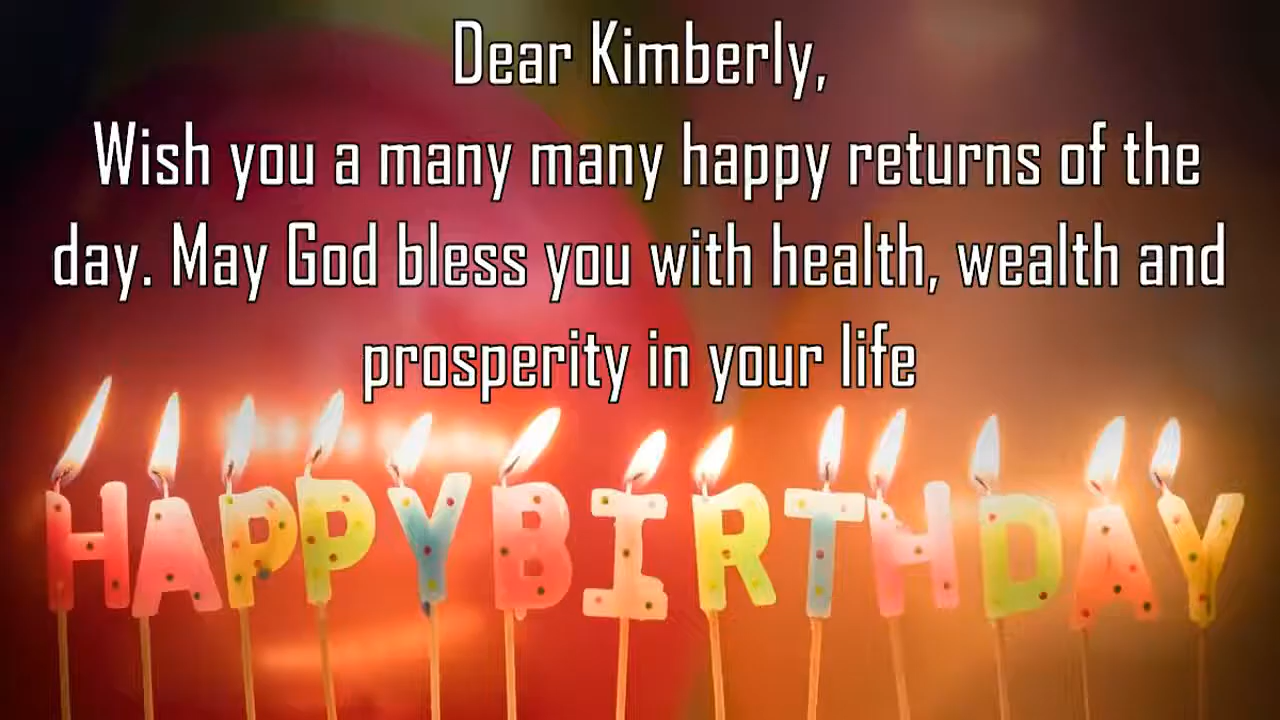 Dear Kimberly,
Wish you a many many happy returns of the
day. May God bless you with health, wealth and
prosperity in your life
HAPPYBIRTHDAY